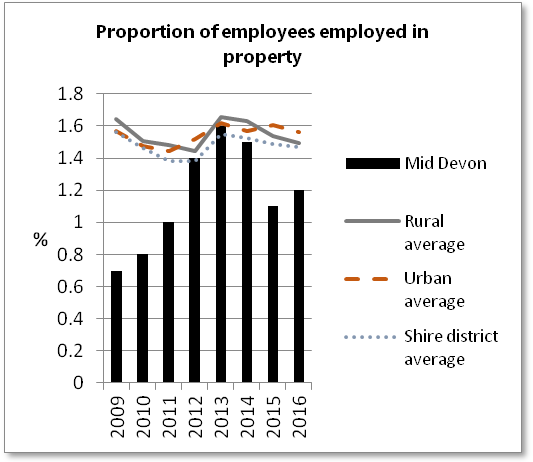 Proportion of employees employed in
property
1.8
1.6
1.4
1.2
1
0.8
0.6
0.4
0.2
0
%
2009
2010
2011
2012
2013
2014
2015
2016
Mid Devon
Rural
average
Urban
average
Shire district
average